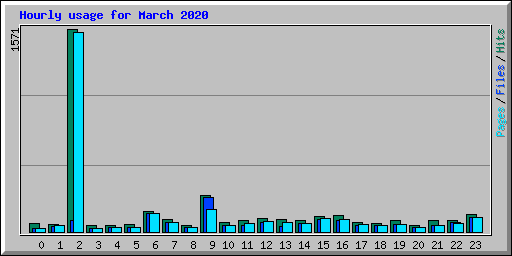 Hourly usage for March 2020
1571
Pages/Files/Hits
0 1 2 3 4 5 6 7 8 9 10 11 12 13 14 15 16 17 18 19 20 21 22 23